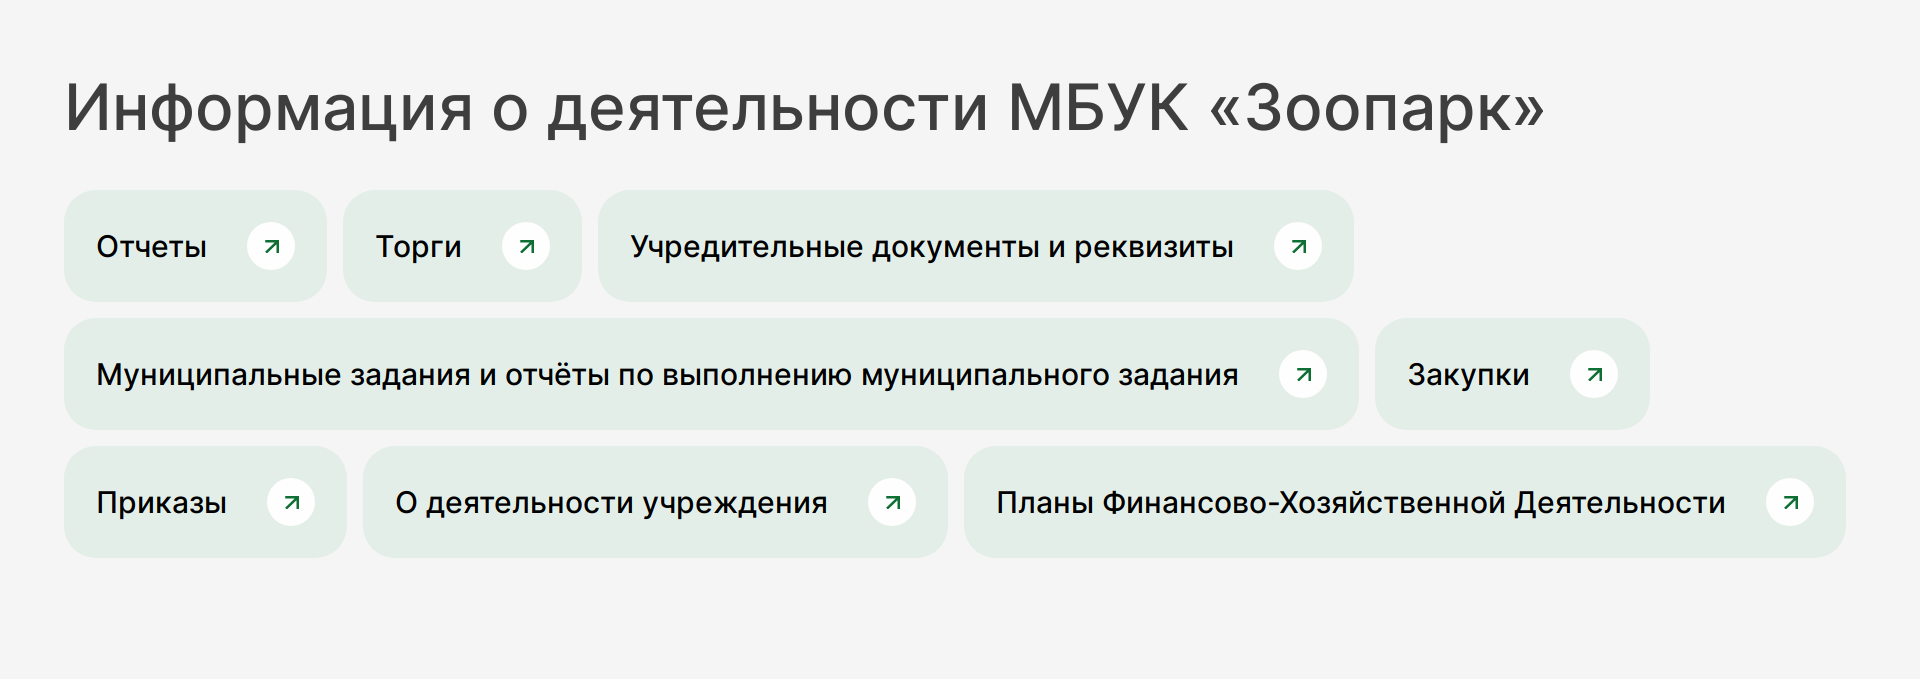 Информация о деятельности МБУК «Зоопарк»
Отчеты Торги Учредительные документы и реквизиты
Муниципальные задания и отчёты по выполнению муниципального задания Закупки
Приказы О деятельности учреждения Планы Финансово-Хозяйственной Деятельности